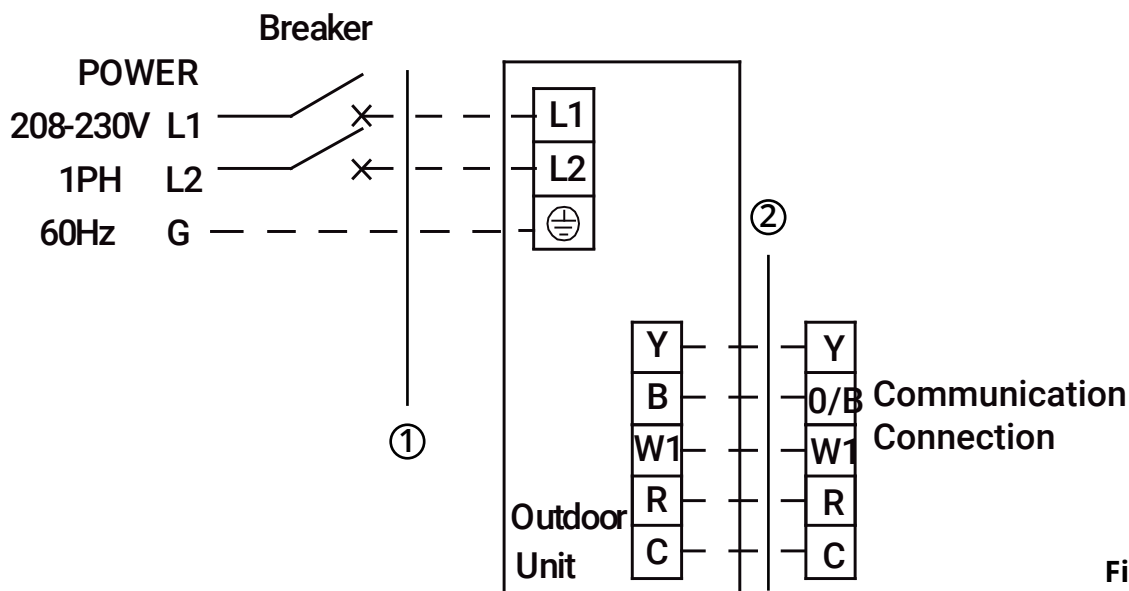 Breaker
POWER
208-230V L1
1PH L2
60Hz G
L1
L2
②
①
Y
B
W1
R
C
Y
0/B
W1
R
C
Communication
Connection
Outdoor
Unit
Fi